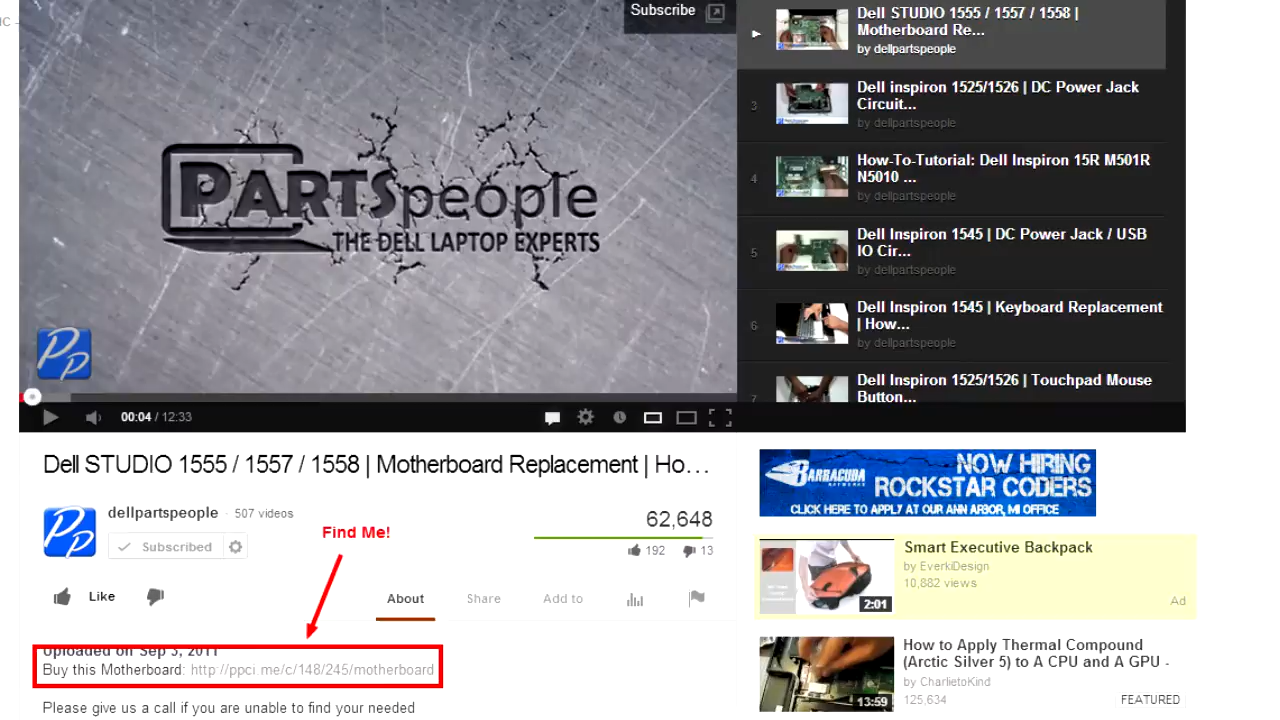 Subscribe
PARTSpeople
THE DELL LAPTOP EXPERTS
PP
00:04 / 12:33
Dell STUDIO 1555 / 1557 / 1558 |
Motherboard Re...
by dellpartspeople
3
Dell inspiron 1525/1526 | DC Power Jack
Circuit...
by dellpartspeople
4
How-To-Tutorial: Dell Inspiron 15R M501R
N5010 ...
by dellpartspeople
5
Dell Inspiron 1545 | DC Power Jack / USB
IO Cir...
by dellpartspeople
6
Dell Inspiron 1545 | Keyboard Replacement
| How...
by dellpartspeople
7
Dell Inspiron 1525/1526 | Touchpad Mouse
Button...
Dell STUDIO 1555 / 1557 / 1558 | Motherboard Replacement | Ho...
PP
dellpartspeople · 507 videos
Subscribed
Find Me!
62,648
192 13
Like
About Share Add to
Uploaded on Sep 3, 2011
Buy this Motherboard: http://ppci.me/c/148/245/motherboard
Please give us a call if you are unable to find your needed
BARRACUDA
NETWORKS
NOW HIRING
ROCKSTAR CODERS
CLICK HERE TO APPLY AT OUR ANN ARBOR, MI OFFICE
2:01
Smart Executive Backpack
by EverkiDesign
10,882 views
Ad
13:59
How to Apply Thermal Compound
(Arctic Silver 5) to A CPU and A GPU -
by CharlietoKind
125,634 FEATURED